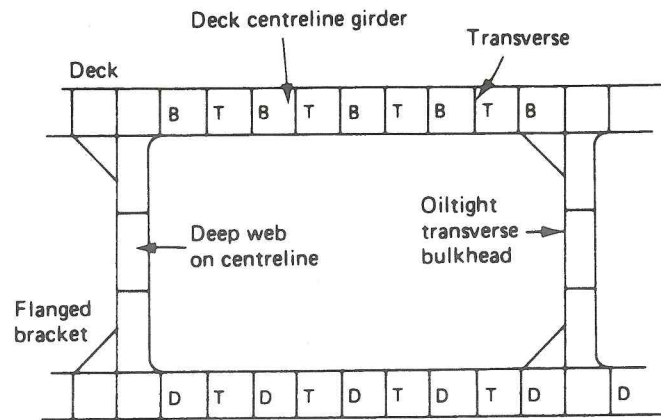 Deck centreline girder
Transverse
Deck
B T B T B T B T B
Deep web
on centreline
Oiltight
transverse
bulkhead
Flanged
bracket
D T D T D T D T D D